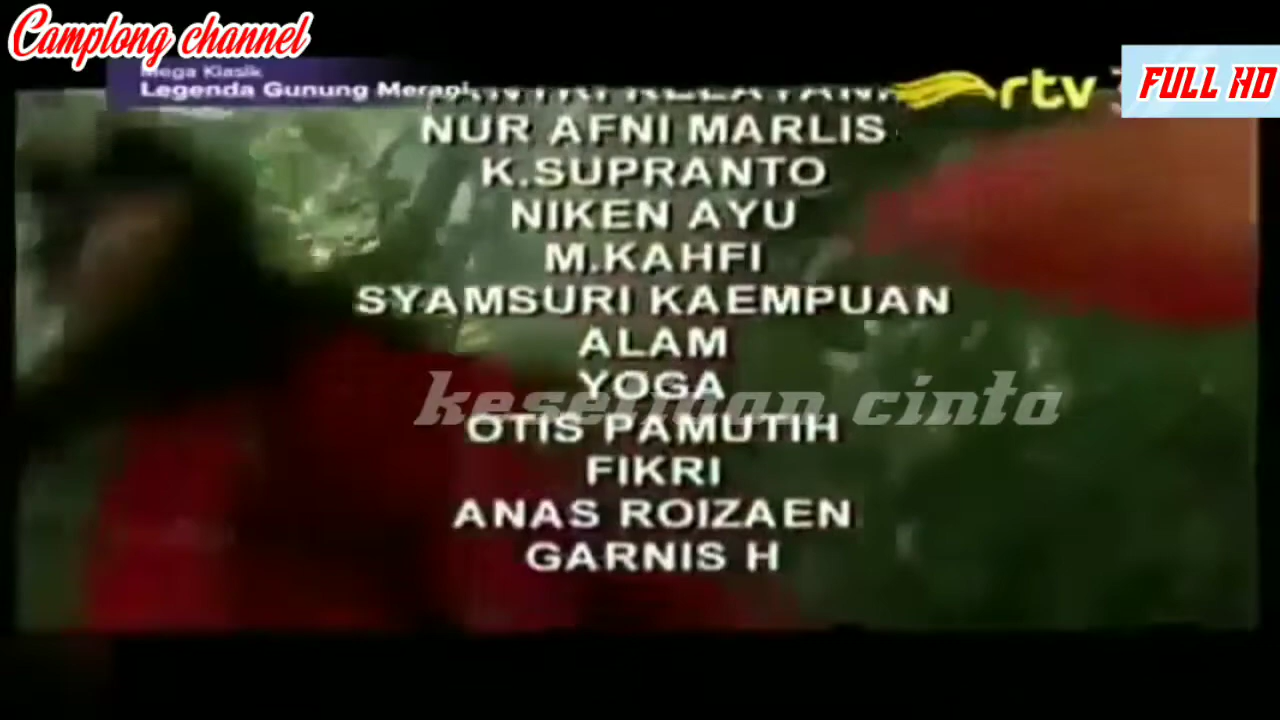 Camplong channel
FULL HD
Mega Klasik
Legenda Gunung Merapi
rtv
NUR AFNI MARLIS
K.SUPRANTO
NIKEN AYU
M.KAHFI
SYAMSURI KAEMPUAN
ALAM
YOGA
cinta
OTIS PAMUTIH
FIKRI
ANAS ROIZAEN
GARNIS H